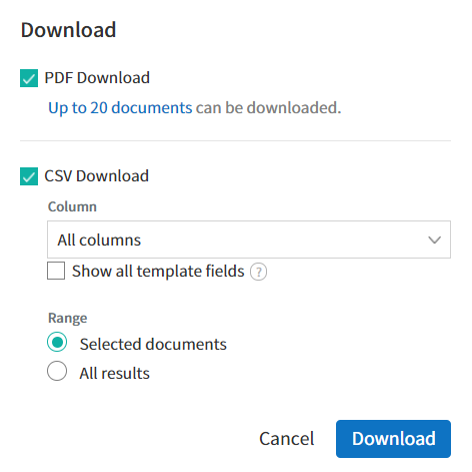 Download
PDF Download
Up to 20 documents can be downloaded.
CSV Download
Column
All columns
Show all template fields ?
Range
Selected documents
All results
Cancel Download